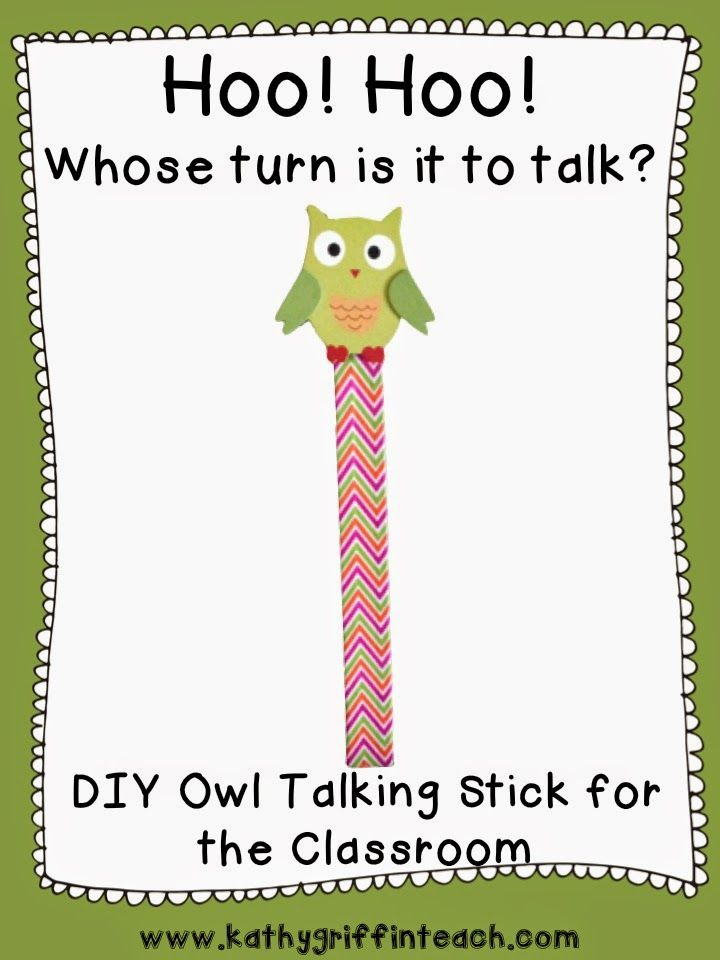 Hoo! Hoo!
Whose turn is it to talk?
DIY Owl Talking Stick for
the Classroom
www.kathygriffinteach.com